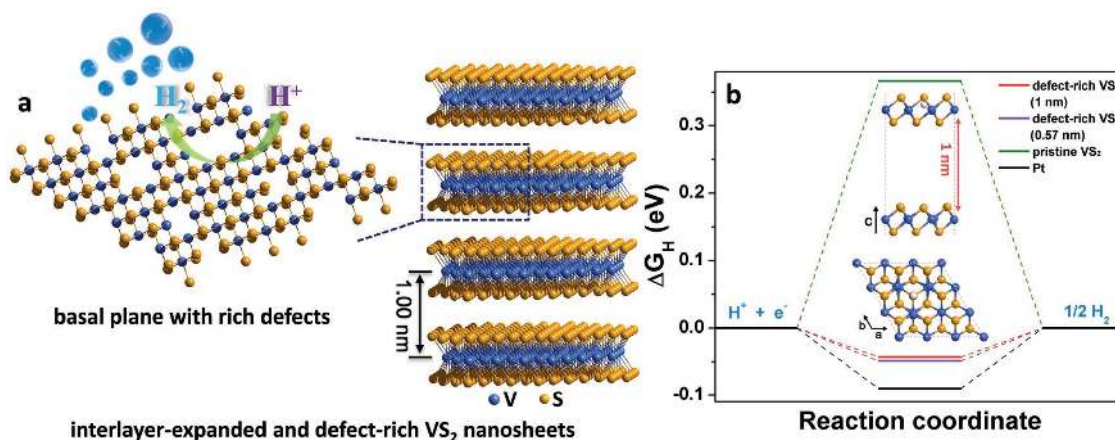 a
H₂
H⁺
basal plane with rich defects
1.00 nm
V
S
interlayer-expanded and defect-rich VS₂ nanosheets
b
defect-rich VS
(1 nm)
defect-rich VS
(0.57 nm)
pristine VS₂
Pt
0.3
0.2
0.1
0.0
-0.1
ΔG_H (eV)
1 nm
c
b
a
H⁺ + e⁻
1/2 H₂
Reaction coordinate